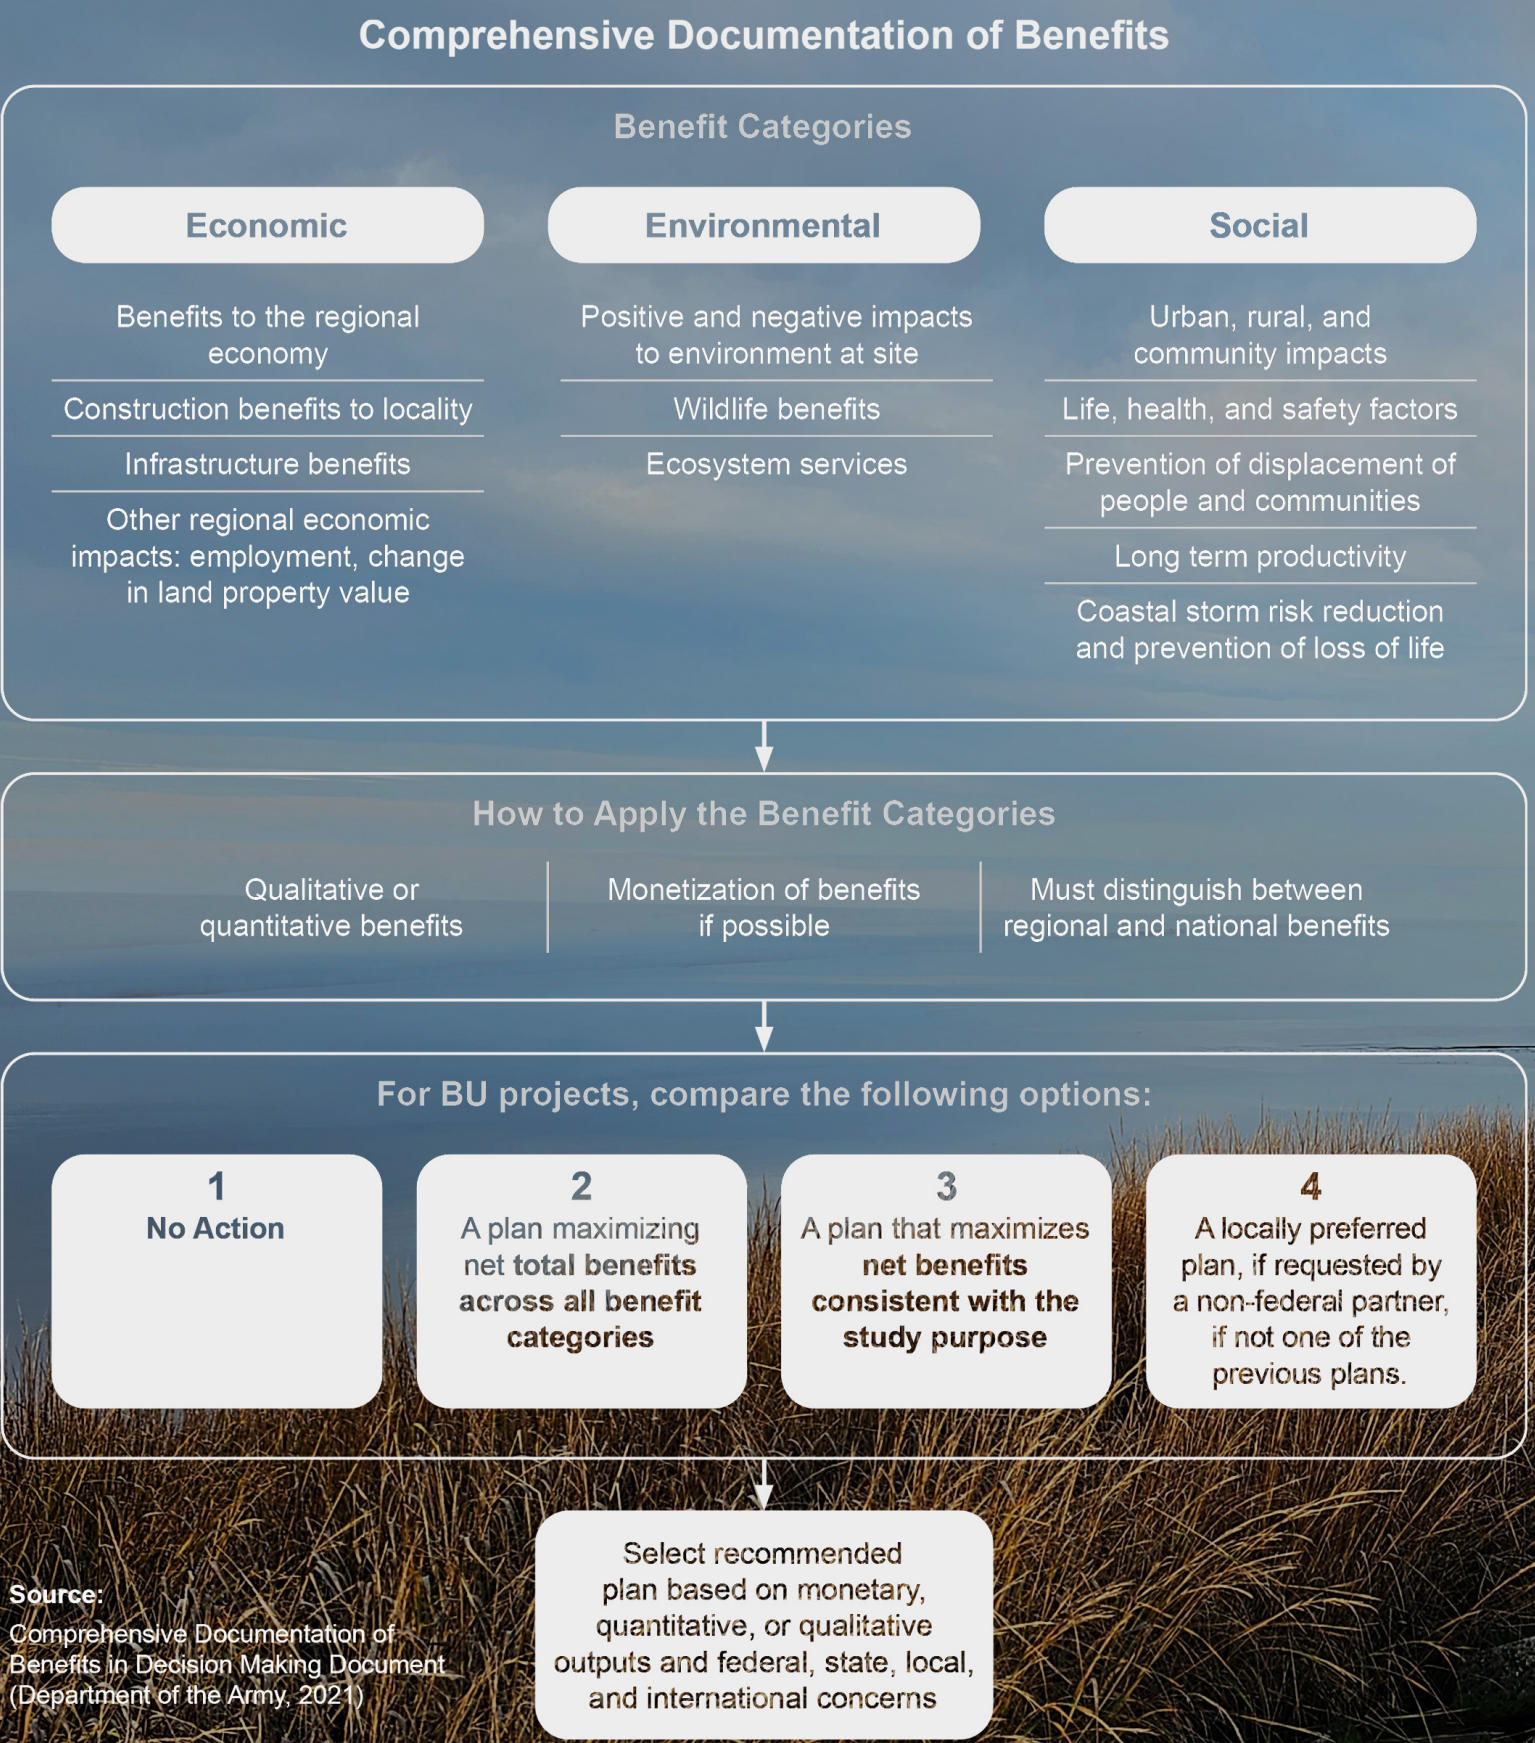 Comprehensive Documentation of Benefits
Benefit Categories
Economic
Benefits to the regional
economy
Construction benefits to locality
Infrastructure benefits
Other regional economic
impacts: employment, change
in land property value
Environmental
Positive and negative impacts
to environment at site
Wildlife benefits
Ecosystem services
Social
Urban, rural, and
community impacts
Life, health, and safety factors
Prevention of displacement of
people and communities
Long term productivity
Coastal storm risk reduction
and prevention of loss of life
How to Apply the Benefit Categories
Qualitative or
quantitative benefits
Monetization of benefits
if possible
Must distinguish between
regional and national benefits
For BU projects, compare the following options:
1
No Action
2
A plan maximizing
net total benefits
across all benefit
categories
3
A plan that maximizes
net benefits
consistent with the
study purpose
4
A locally preferred
plan, if requested by
a non-federal partner,
if not one of the
previous plans.
Select recommended
plan based on monetary,
quantitative, or qualitative
outputs and federal, state, local,
and international concerns
Source:
Comprehensive Documentation of
Benefits in Decision Making Document
(Department of the Army, 2021)